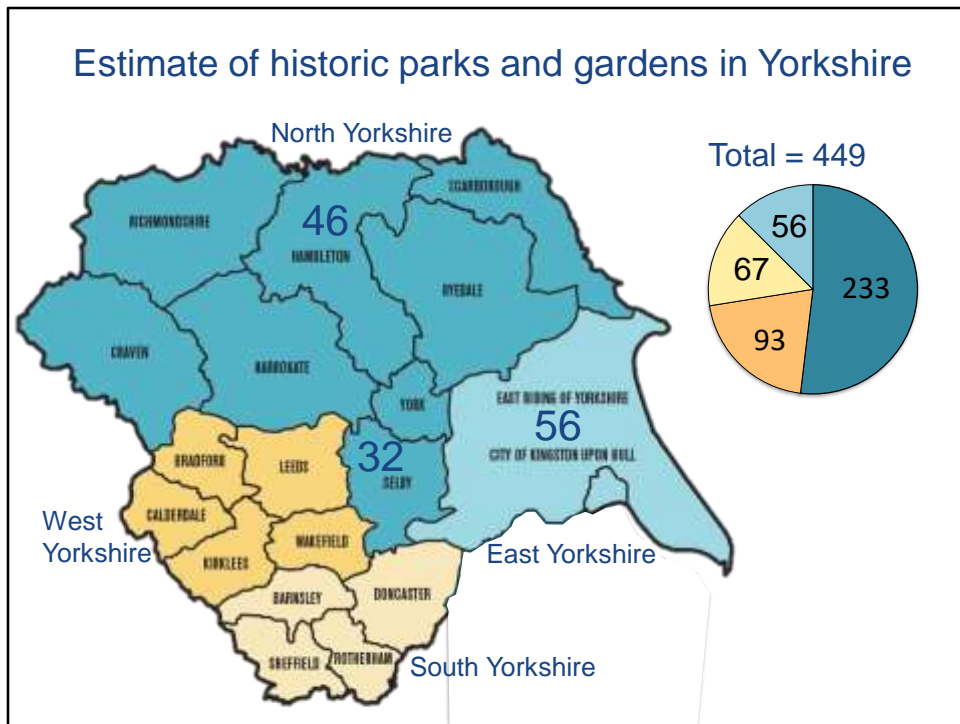 Estimate of historic parks and gardens in Yorkshire
North Yorkshire
Total = 449
SCARBOROUGH
RICHMONDSHIRE
46
HAMBLETON
56
67
233
93
RYEDALE
CRAVEN
HARROGATE
YORK
EAST RIDING OF YORKSHIRE
56
CITY OF KINGSTON UPON HULL
32
SELBY
BRADFORD
LEEDS
CALDERDALE
West
Yorkshire
WAKEFIELD
KIRKLEES
East Yorkshire
BARNSLEY
DONCASTER
SHEFFIELD
ROTHERHAM
South Yorkshire